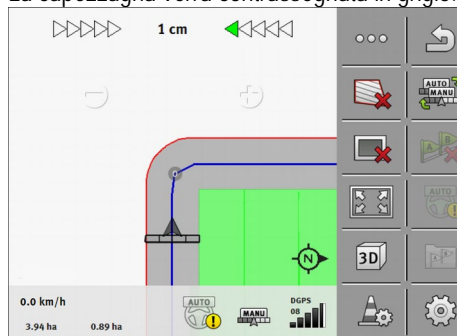 La capezzagna verrà contrassegnata in grigio.
1 cm
AUTO
MANU
AUTO
3D
N
0.0 km/h
AUTO
MANU
DGPS
08
3.94 ha
0.89 ha